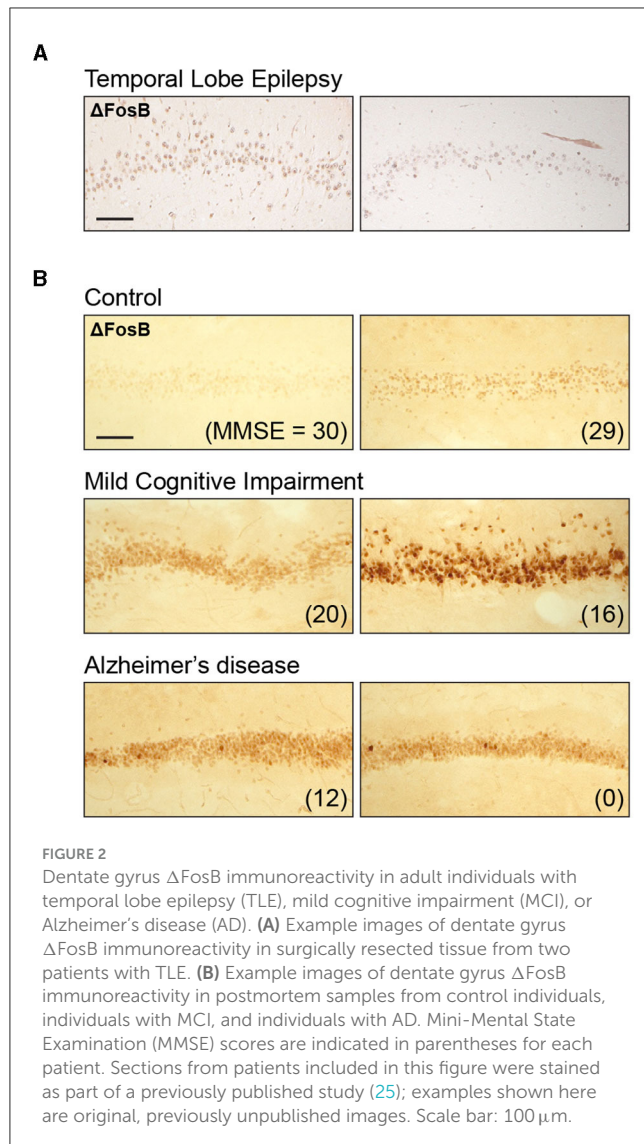 A
Temporal Lobe Epilepsy
ΔFosB
B
Control
ΔFosB
(MMSE = 30)
(29)
Mild Cognitive Impairment
(20)
(16)
Alzheimer’s disease
(12)
(0)
FIGURE 2
Dentate gyrus ΔFosB immunoreactivity in adult individuals with
temporal lobe epilepsy (TLE), mild cognitive impairment (MCI), or
Alzheimer’s disease (AD). (A) Example images of dentate gyrus
ΔFosB immunoreactivity in surgically resected tissue from two
patients with TLE. (B) Example images of dentate gyrus ΔFosB
immunoreactivity in postmortem samples from control individuals,
individuals with MCI, and individuals with AD. Mini-Mental State
Examination (MMSE) scores are indicated in parentheses for each
patient. Sections from patients included in this figure were stained
as part of a previously published study (25); examples shown here
are original, previously unpublished images. Scale bar: 100 μm.